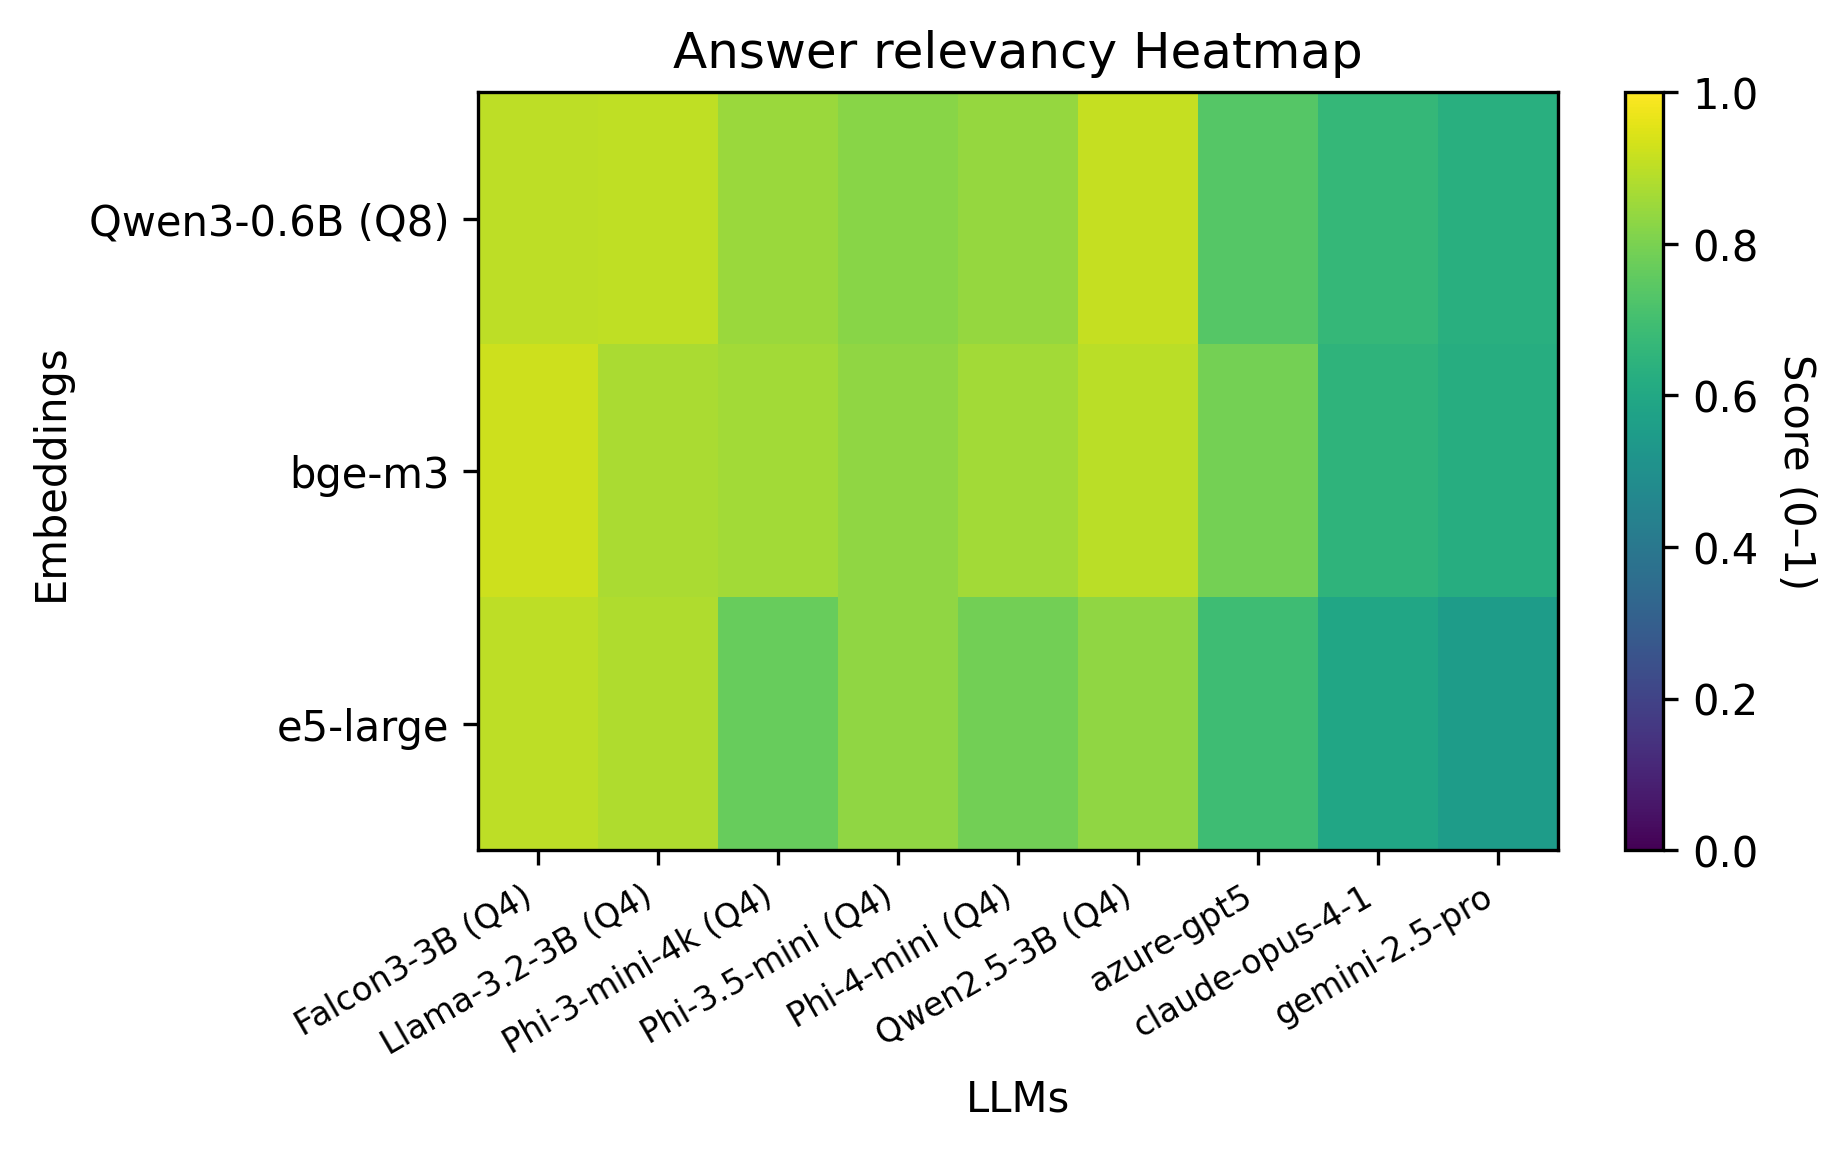 Answer relevancy Heatmap
Embeddings
Qwen3-0.6B (Q8)
bge-m3
e5-large
Falcon3-3B (Q4)
Llama-3.2-3B (Q4)
Phi-3-mini-4k (Q4)
Phi-3.5-mini (Q4)
Phi-4-mini (Q4)
Qwen2.5-3B (Q4)
azure-gpt5
claude-opus-4-1
gemini-2.5-pro
LLMs
1.0
0.8
0.6
0.4
0.2
0.0
Score (0–1)